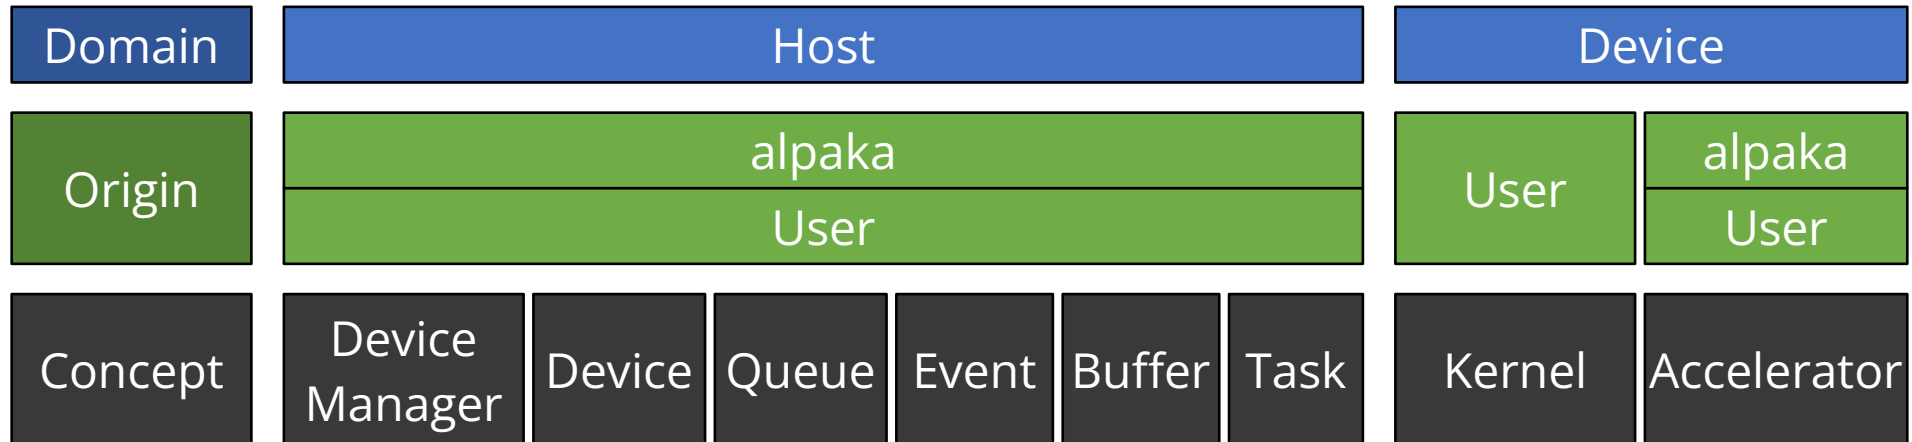 Domain
Host
Device
Origin
alpaka
User
User
alpaka
User
Concept
Device
Manager
Device
Queue
Event
Buffer
Task
Kernel
Accelerator